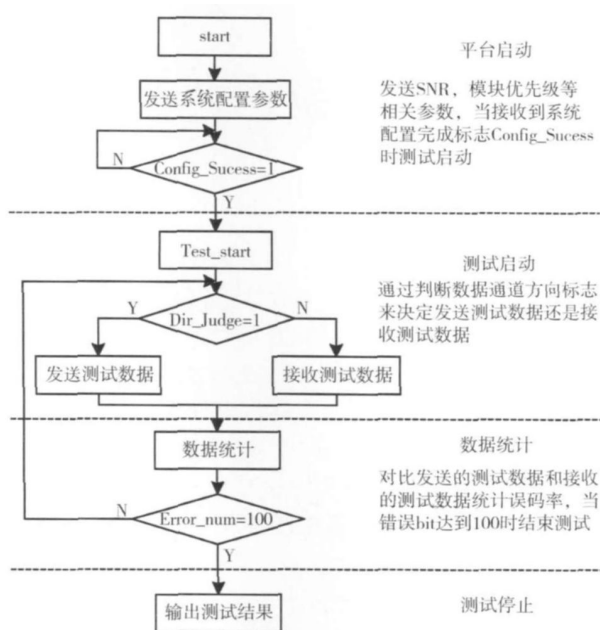 start
平台启动
发送系统配置参数
发送SNR，模块优先级等
相关参数，当接收到系统
配置完成标志Config_Sucess
时测试启动
N
Config_Sucess=1
Y
Test_start
测试启动
通过判断数据通道方向标志
来决定发送测试数据还是接
收测试数据
Y
Dir_Judge=1
N
发送测试数据
接收测试数据
数据统计
数据统计
对比发送的测试数据和接收
的测试数据统计误码率，当
错误bit达到100时结束测试
N
Error_num=100
Y
输出测试结果
测试停止